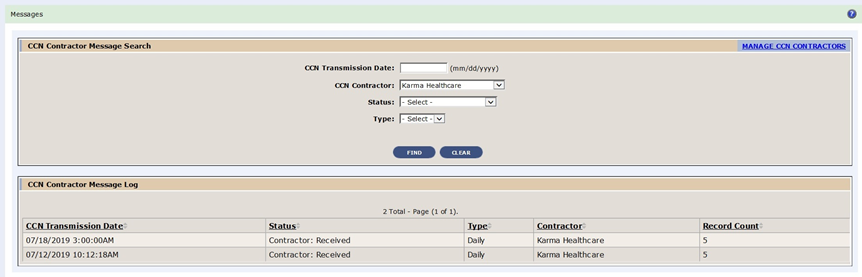 Messages
?
CCN Contractor Message Search MANAGE CCN CONTRACTORS
CCN Transmission Date: (mm/dd/yyyy)
CCN Contractor: Karma Healthcare
Status: - Select -
Type: - Select -
FIND CLEAR
CCN Contractor Message Log
2 Total - Page (1 of 1).
CCN Transmission Date Status Type Contractor Record Count
07/18/2019 3:00:00AM Contractor: Received Daily Karma Healthcare 5
07/12/2019 10:12:18AM Contractor: Received Daily Karma Healthcare 5